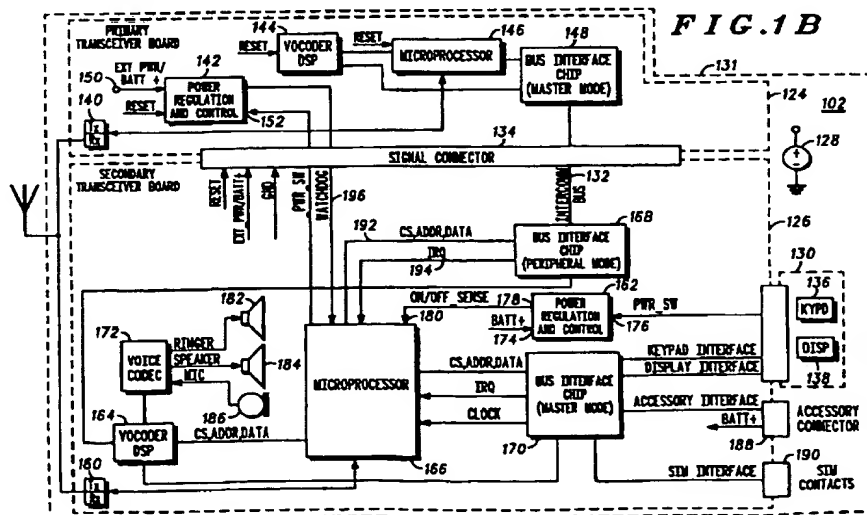 FIG.1B
PRIMARY TRANSCEIVER BOARD
144
VOCODER DSP
RESET
RESET
146
MICROPROCESSOR
148
BUS INTERFACE CHIP (MASTER MODE)
131
EXT PWR/ BATT +
150
142
POWER REGULATION AND CONTROL
RESET
152
140
TX
RX
124
102
128
134
SIGNAL CONNECTOR
SECONDARY TRANSCEIVER BOARD
RESET
EXT PWR/BATT+
GND
PWR_SW
WATCHDOG
196
132
INTERCOMM BUS
192
CS,ADDR,DATA
IRQ
194
168
BUS INTERFACE CHIP (PERIPHERAL MODE)
126
130
136
KYPD
DISP
138
ON/OFF_SENSE
178
180
162
POWER REGULATION AND CONTROL
BATT+
174
176
PWR_SW
182
172
VOICE CODEC
RINGER
SPEAKER
MIC
184
186
164
VOCODER DSP
CS,ADDR,DATA
MICROPROCESSOR
166
CS,ADDR,DATA
IRQ
CLOCK
BUS INTERFACE CHIP (MASTER MODE)
170
KEYPAD INTERFACE
DISPLAY INTERFACE
ACCESSORY INTERFACE
BATT+
188
ACCESSORY CONNECTOR
SIM INTERFACE
190
SIM CONTACTS
160
TX
RX